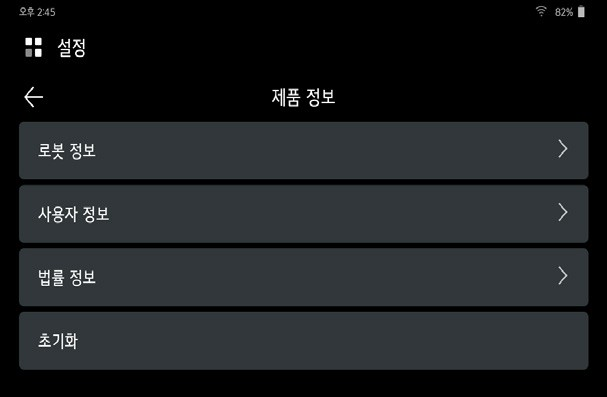 오후 2:45
82%
설정
제품 정보
로봇 정보
사용자 정보
법률 정보
초기화